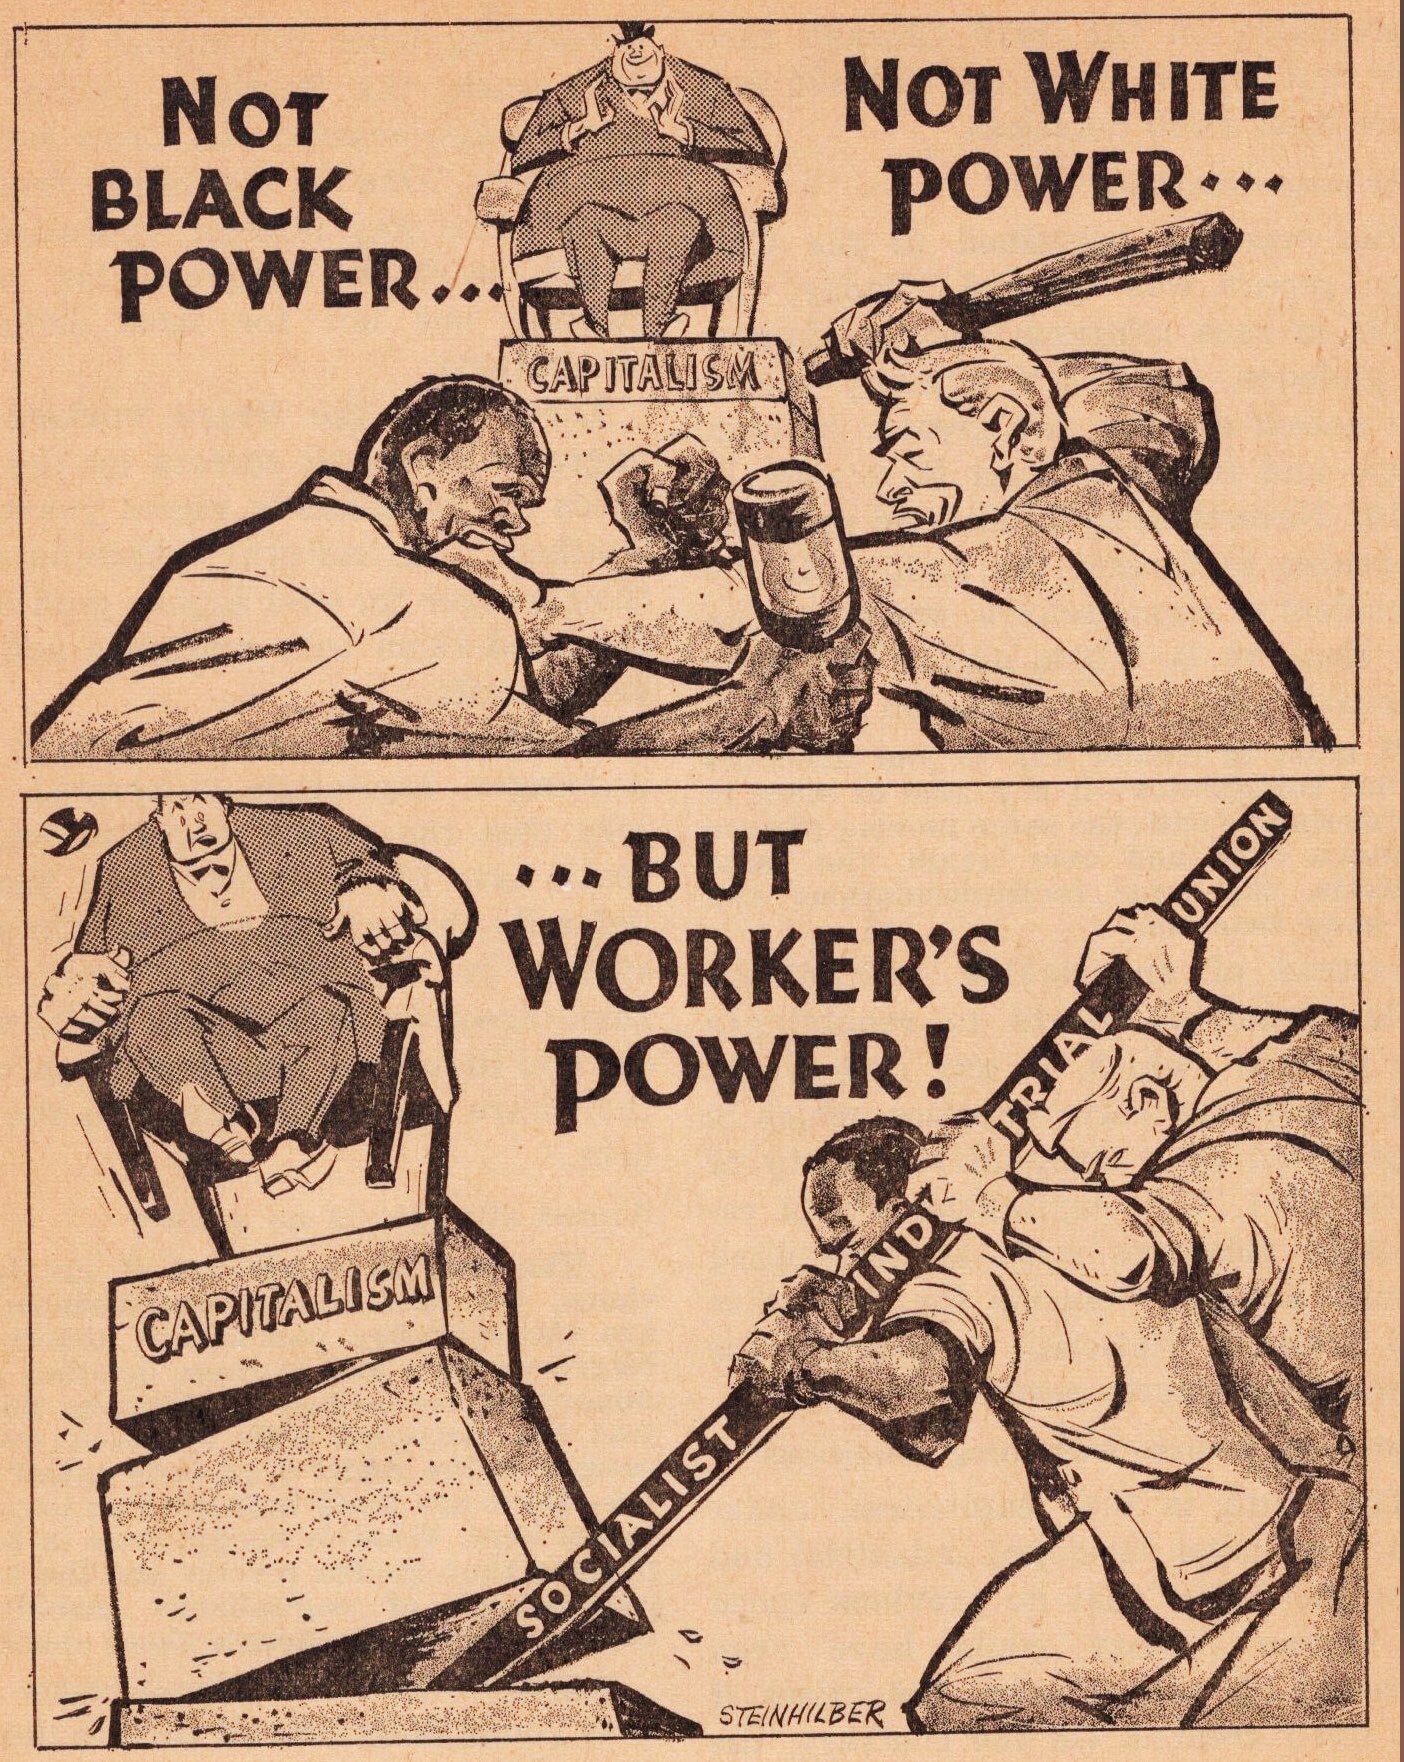 NOT
BLACK
POWER...
NOT WHITE
POWER...
CAPITALISM
...BUT
WORKER'S
POWER!
CAPITALISM
SOCIALIST
IND TRIAL
UNION
STEINHILBER